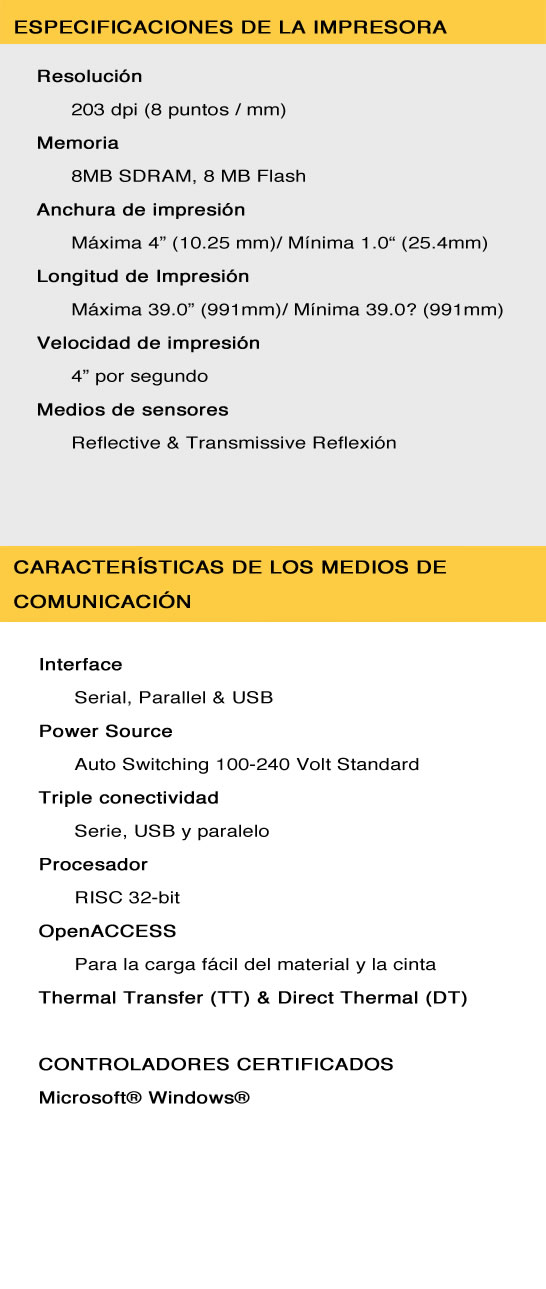 ESPECIFICACIONES DE LA IMPRESORA
Resolución
203 dpi (8 puntos / mm)
Memoria
8MB SDRAM, 8 MB Flash
Anchura de impresión
Máxima 4” (10.25 mm)/ Mínima 1.0“ (25.4mm)
Longitud de Impresión
Máxima 39.0” (991mm)/ Mínima 39.0? (991mm)
Velocidad de impresión
4” por segundo
Medios de sensores
Reflective & Transmissive Reflexión
CARACTERÍSTICAS DE LOS MEDIOS DE
COMUNICACIÓN
Interface
Serial, Parallel & USB
Power Source
Auto Switching 100-240 Volt Standard
Triple conectividad
Serie, USB y paralelo
Procesador
RISC 32-bit
OpenACCESS
Para la carga fácil del material y la cinta
Thermal Transfer (TT) & Direct Thermal (DT)
CONTROLADORES CERTIFICADOS
Microsoft® Windows®